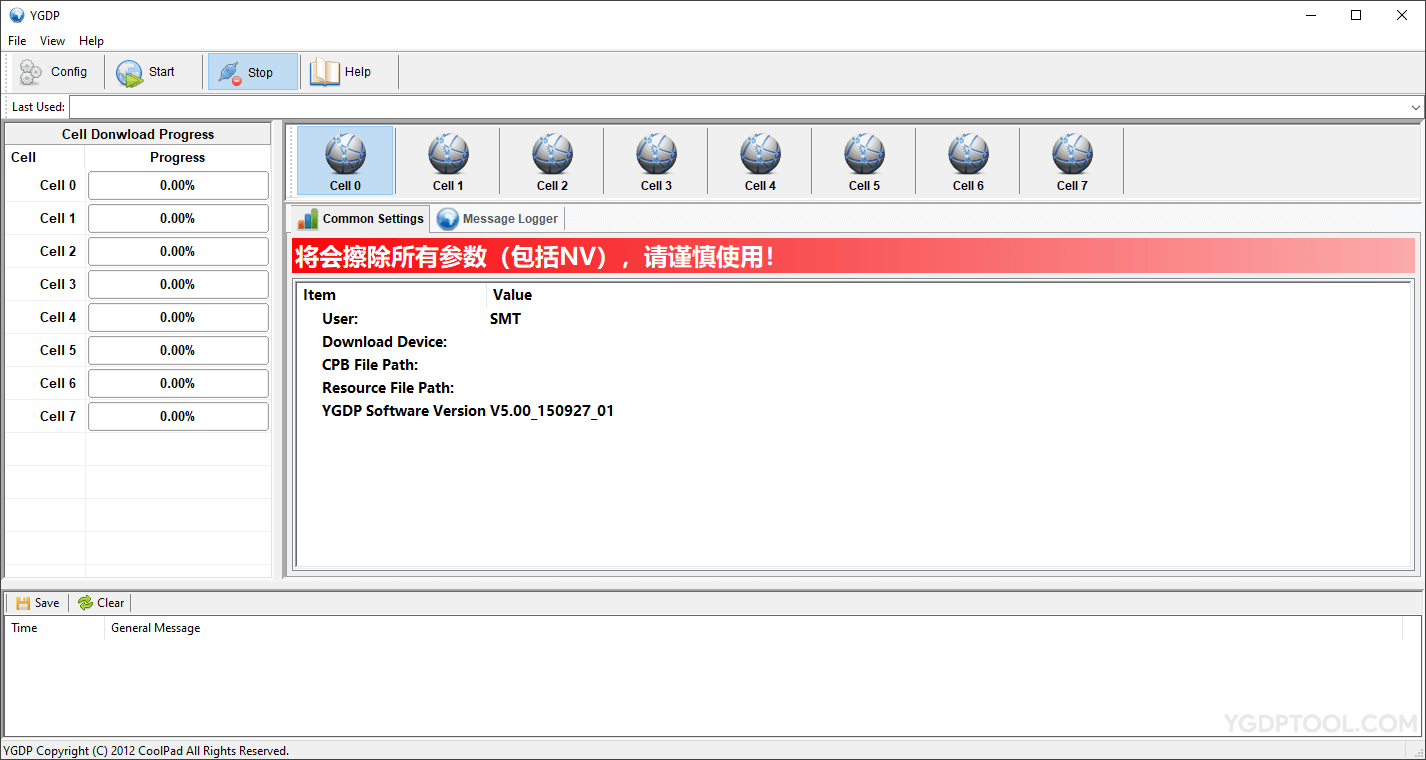 YGDP
File View Help
Config Start Stop Help
Last Used:
Cell Donwload Progress
Cell Progress
Cell 0 0.00%
Cell 1 0.00%
Cell 2 0.00%
Cell 3 0.00%
Cell 4 0.00%
Cell 5 0.00%
Cell 6 0.00%
Cell 7 0.00%
Cell 0 Cell 1 Cell 2 Cell 3 Cell 4 Cell 5 Cell 6 Cell 7
Common Settings Message Logger
将会擦除所有参数（包括NV），请谨慎使用！
Item Value
User: SMT
Download Device:
CPB File Path:
Resource File Path:
YGDP Software Version V5.00_150927_01
Save Clear
Time General Message
YGDPTOOL.COM
YGDP Copyright (C) 2012 CoolPad All Rights Reserved.